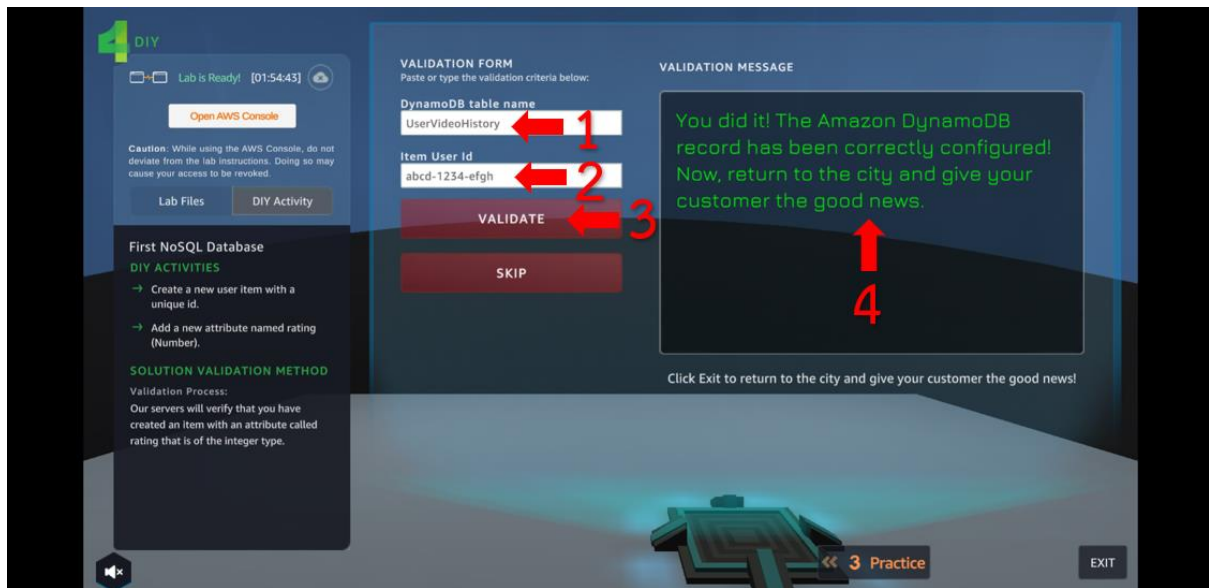 4 DIY
Lab is Ready! [01:54:43]
Open AWS Console
Caution: While using the AWS Console, do not
deviate from the lab instructions. Doing so may
cause your access to be revoked.
Lab Files DIY Activity
First NoSQL Database
DIY ACTIVITIES
→ Create a new user item with a
unique id.
→ Add a new attribute named rating
(Number).
SOLUTION VALIDATION METHOD
Validation Process:
Our servers will verify that you have
created an item with an attribute called
rating that is of the integer type.
VALIDATION FORM
Paste or type the validation criteria below:
DynamoDB table name
UserVideoHistory
1
Item User Id
abcd-1234-efgh
2
VALIDATE
3
SKIP
VALIDATION MESSAGE
You did it! The Amazon DynamoDB
record has been correctly configured!
Now, return to the city and give your
customer the good news.
4
Click Exit to return to the city and give your customer the good news!
« 3 Practice
EXIT